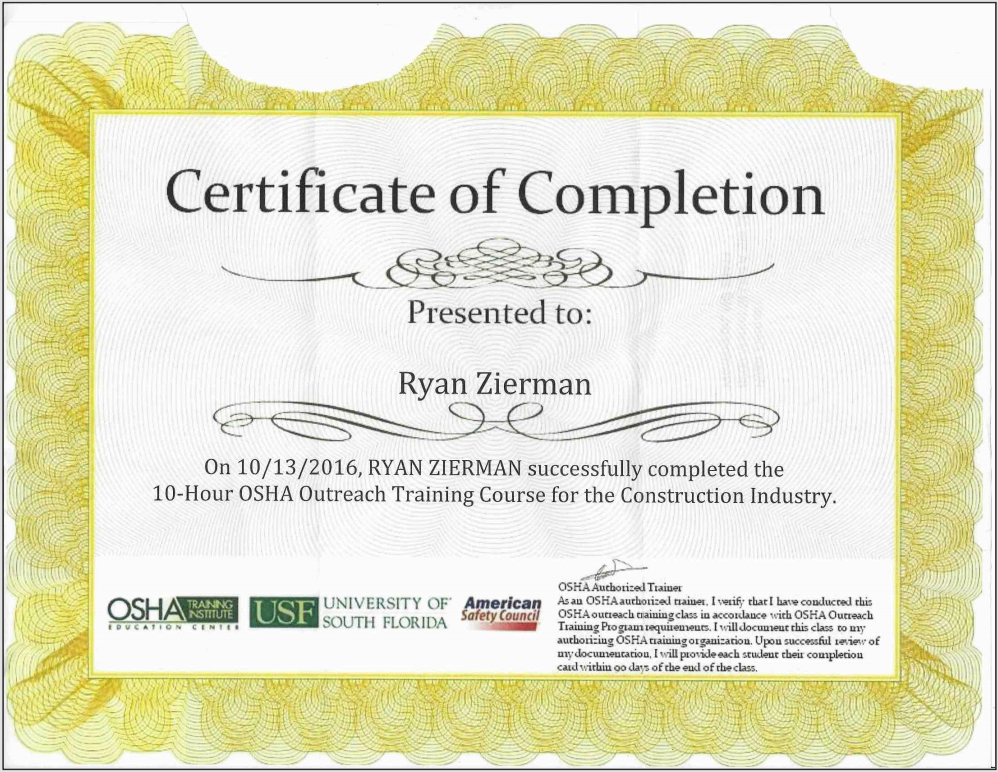 Certificate of Completion
Presented to:
Ryan Zierman
On 10/13/2016, RYAN ZIERMAN successfully completed the
10-Hour OSHA Outreach Training Course for the Construction Industry.
OSHA TRAINING INSTITUTE
EDUCATION CENTER
USF UNIVERSITY OF
SOUTH FLORIDA
American
Safety Council
OSHA Authorized Trainer
As an OSHA authorized trainer, I verify that I have conducted this
OSHA outreach training class in accordance with OSHA Outreach
Training Program requirements. I will document this class to my
authorizing OSHA training organization. Upon successful review of
my documentation, I will provide each student their completion
card within 90 days of the end of the class.